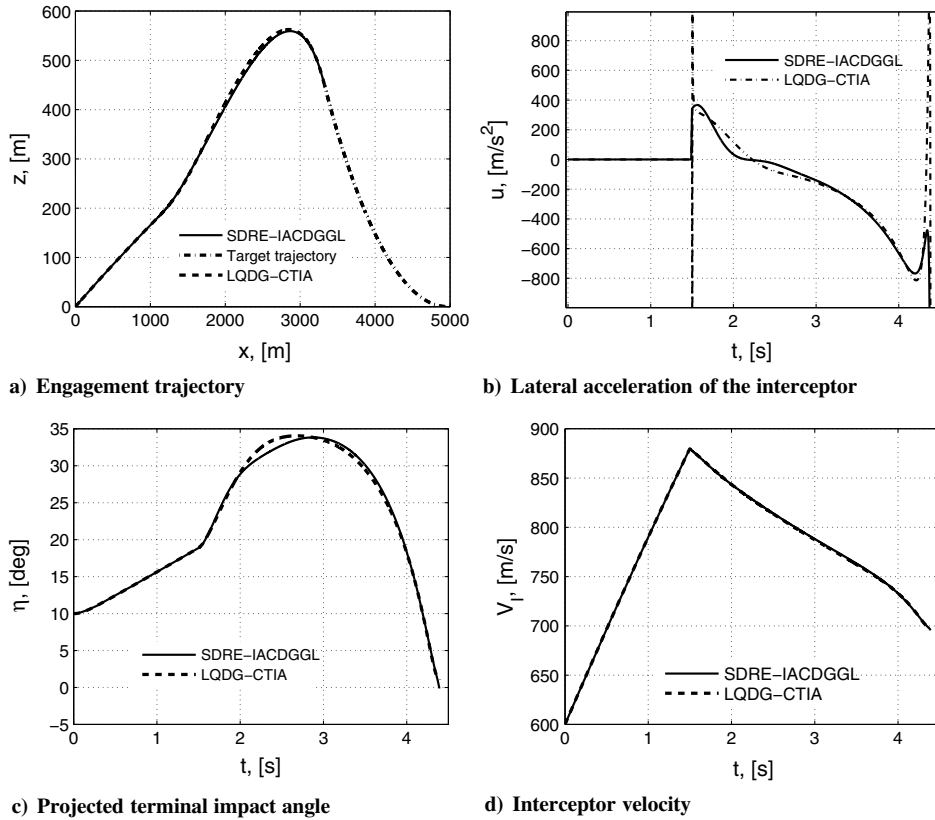 600
500
400
300
200
100
0
z, [m]
0 1000 2000 3000 4000 5000
x, [m]
SDRE–IACDGGL
Target trajectory
LQDG–CTIA
a) Engagement trajectory
800
600
400
200
0
−200
−400
−600
−800
u, [m/s²]
0 1 2 3 4
t, [s]
SDRE–IACDGGL
LQDG–CTIA
b) Lateral acceleration of the interceptor
35
30
25
20
15
10
5
0
−5
η, [deg]
0 1 2 3 4
t, [s]
SDRE–IACDGGL
LQDG–CTIA
c) Projected terminal impact angle
900
850
800
750
700
650
600
V_I, [m/s]
0 1 2 3 4
t, [s]
SDRE–IACDGGL
LQDG–CTIA
d) Interceptor velocity